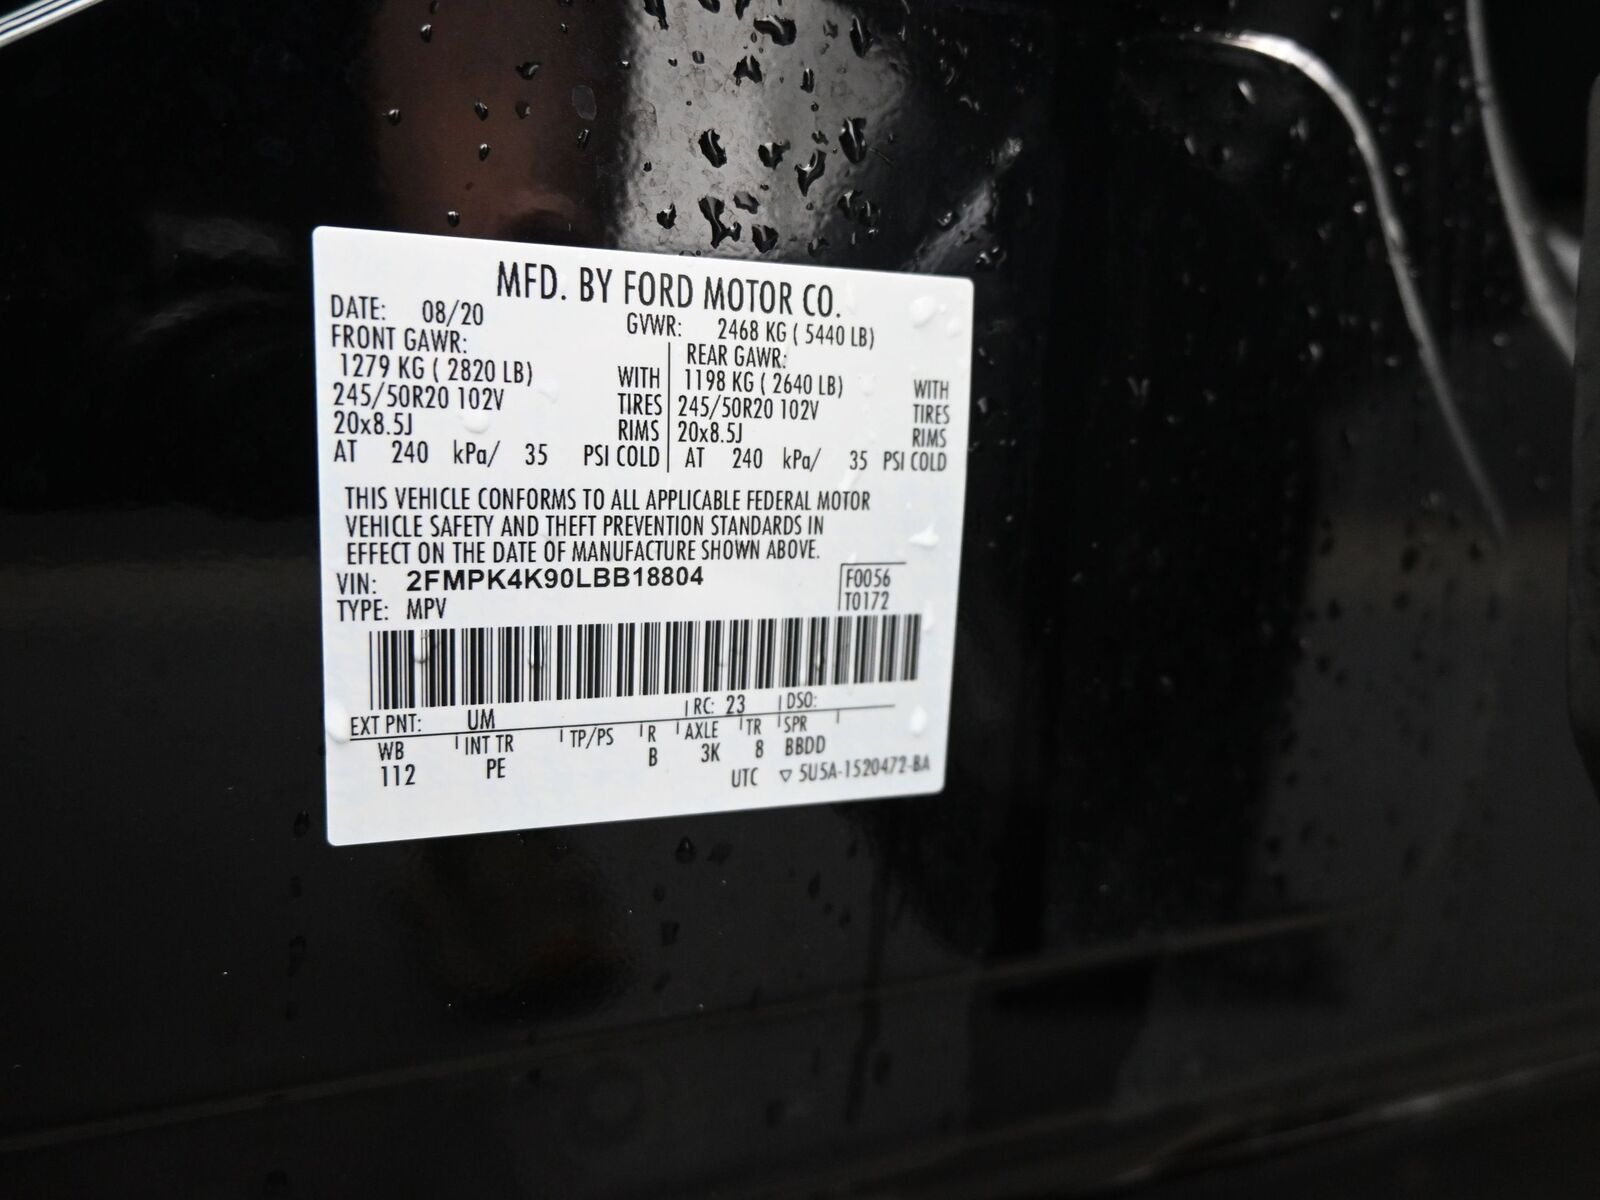 MFD. BY FORD MOTOR CO.
DATE: 08/20 GVWR: 2468 KG ( 5440 LB)
FRONT GAWR: REAR GAWR:
1279 KG ( 2820 LB) WITH 1198 KG ( 2640 LB) WITH
245/50R20 102V TIRES 245/50R20 102V TIRES
20x8.5J RIMS 20x8.5J RIMS
AT 240 kPa/ 35 PSI COLD AT 240 kPa/ 35 PSI COLD
THIS VEHICLE CONFORMS TO ALL APPLICABLE FEDERAL MOTOR
VEHICLE SAFETY AND THEFT PREVENTION STANDARDS IN
EFFECT ON THE DATE OF MANUFACTURE SHOWN ABOVE.
VIN: 2FMPK4K90LBB18804 F0056
TYPE: MPV T0172
EXT PNT: UM RC: 23 DSO:
WB INT TR TP/PS R AXLE TR SPR
112 PE B 3K 8 BBDD
UTC ▽ 5U5A-1520472-BA